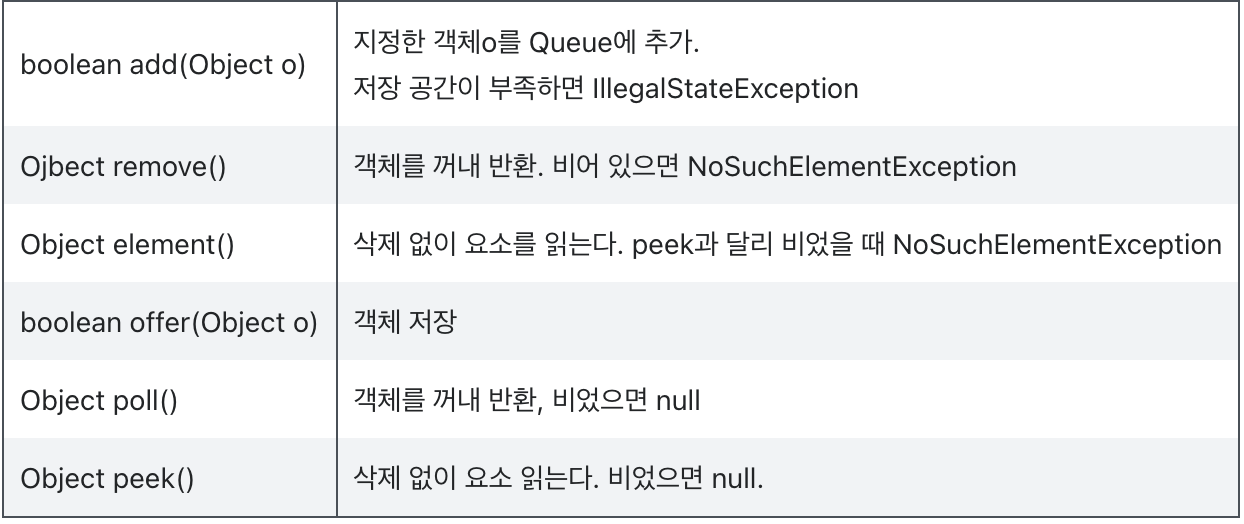 boolean add(Object o)
지정한 객체o를 Queue에 추가.
저장 공간이 부족하면 IllegalStateException
Ojbect remove()
객체를 꺼내 반환. 비어 있으면 NoSuchElementException
Object element()
삭제 없이 요소를 읽는다. peek과 달리 비었을 때 NoSuchElementException
boolean offer(Object o)
객체 저장
Object poll()
객체를 꺼내 반환, 비었으면 null
Object peek()
삭제 없이 요소 읽는다. 비었으면 null.